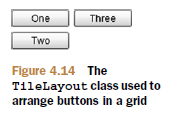 One Three
Two
Figure 4.14 The
TileLayout class used to
arrange buttons in a grid